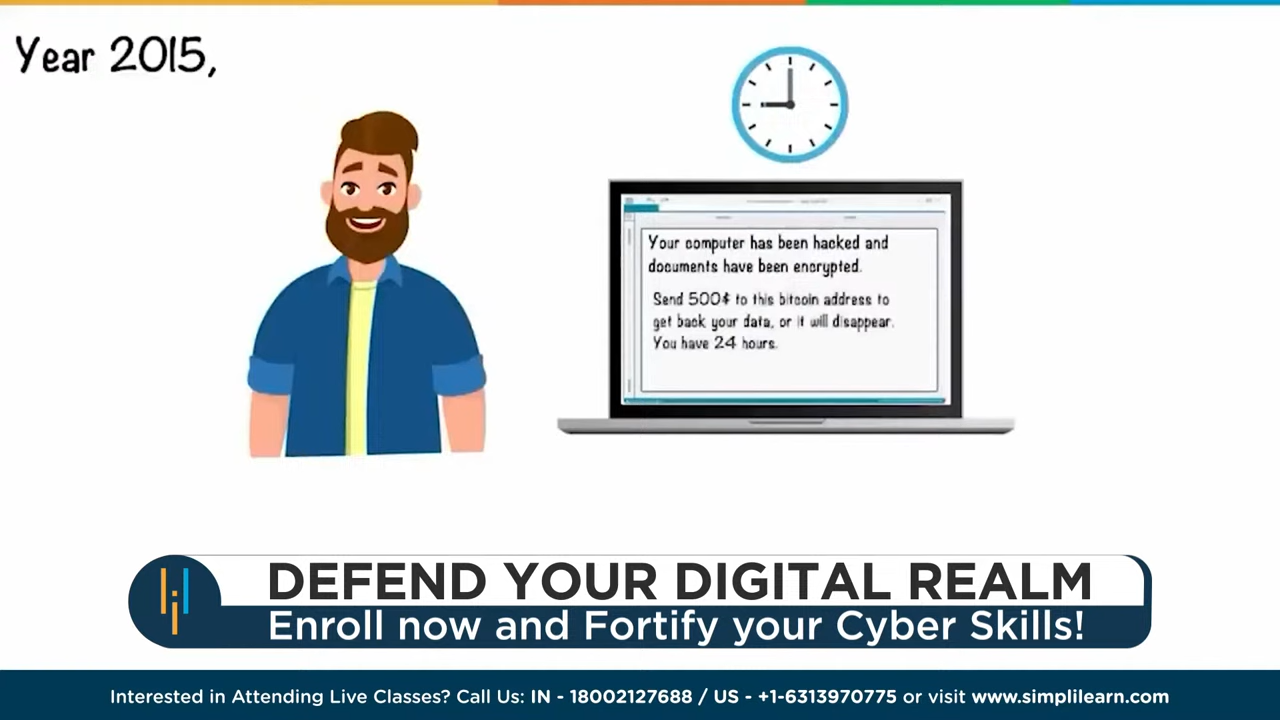 Year 2015,
Your computer has been hacked and
documents have been encrypted.
Send 500$ to this bitcoin address to
get back your data, or it will disappear.
You have 24 hours.
DEFEND YOUR DIGITAL REALM
Enroll now and Fortify your Cyber Skills!
Interested in Attending Live Classes? Call Us: IN - 18002127688 / US - +1-6313970775 or visit www.simplilearn.com